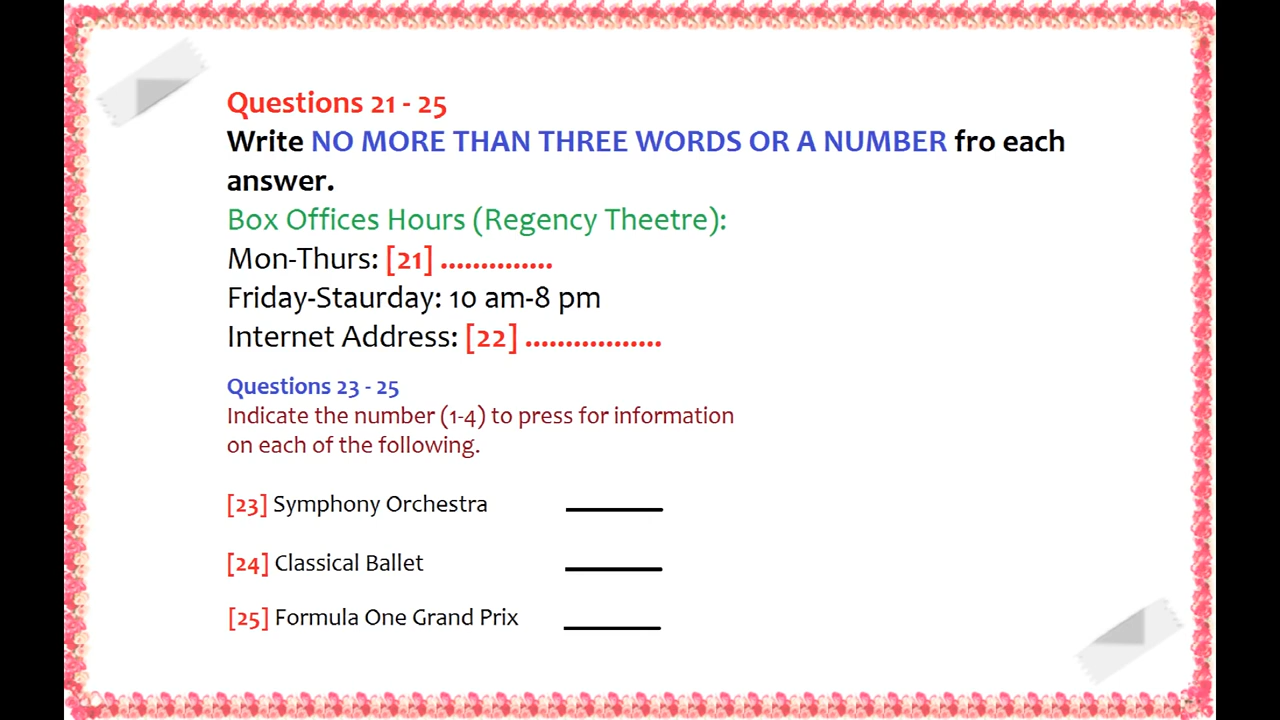 Questions 21 - 25
Write NO MORE THAN THREE WORDS OR A NUMBER fro each
answer.
Box Offices Hours (Regency Theetre):
Mon-Thurs: [21] ..............
Friday-Staurday: 10 am-8 pm
Internet Address: [22] .................
Questions 23 - 25
Indicate the number (1-4) to press for information
on each of the following.
[23] Symphony Orchestra ________
[24] Classical Ballet ________
[25] Formula One Grand Prix ________